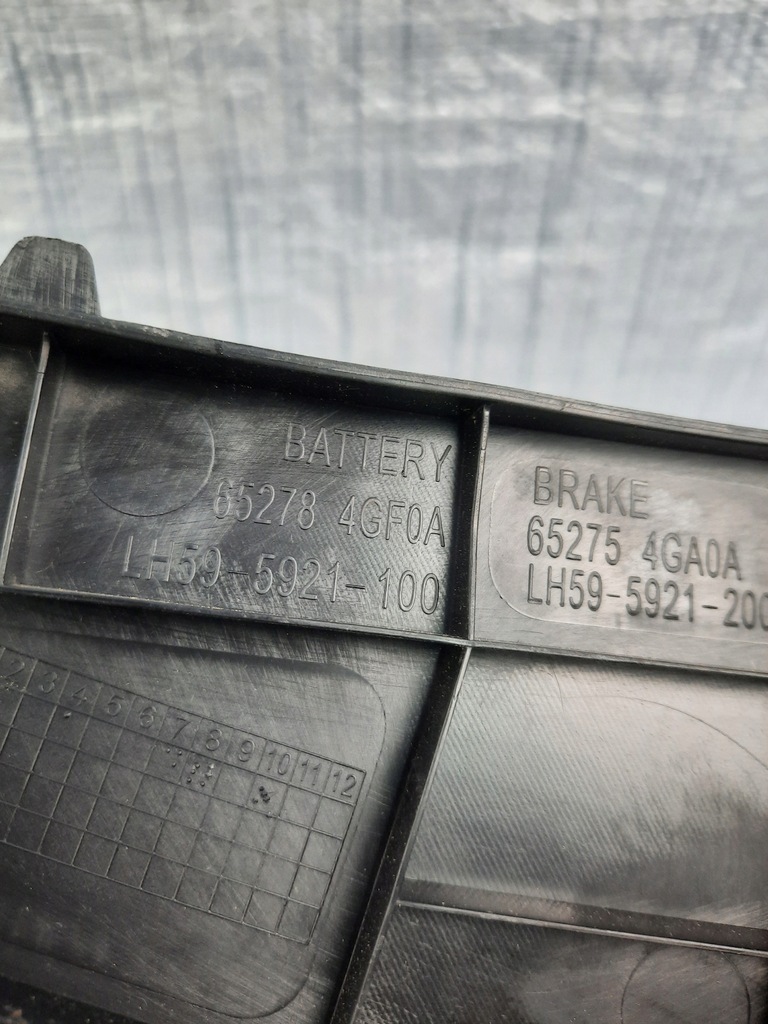 BATTERY
65278 4GF0A
LH59-5921-100
BRAKE
65275 4GA0A
LH59-5921-200
2 3 4 5 6 7 8 9 10 11 12